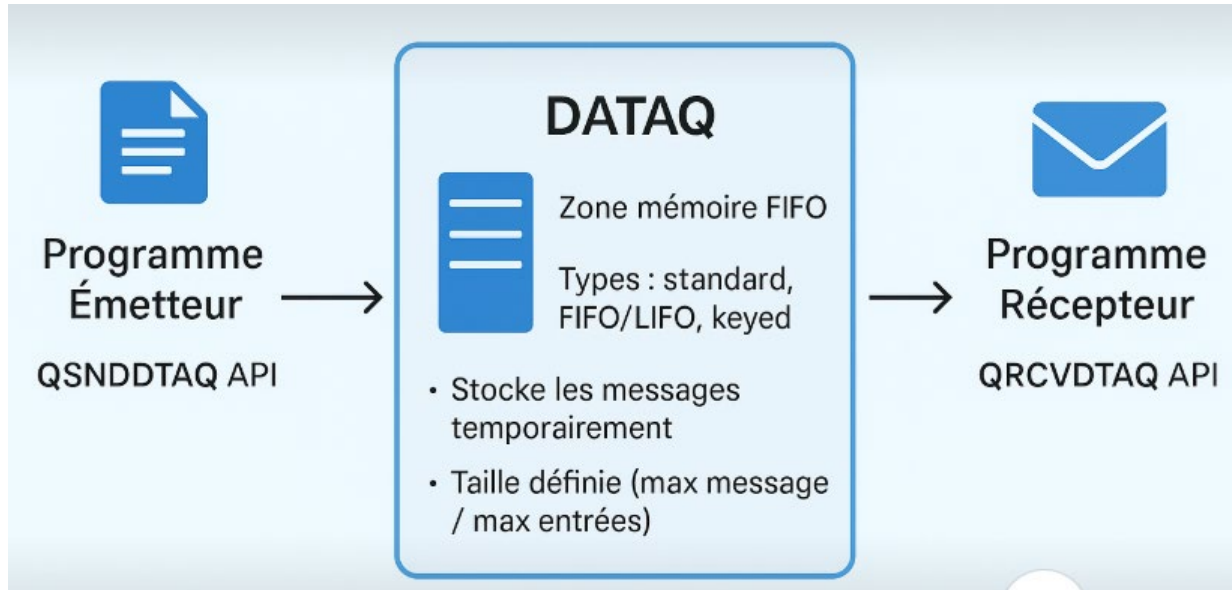 Programme
Émetteur
QSNDDTAQ API
DATAQ
Zone mémoire FIFO
Types : standard,
FIFO/LIFO, keyed
• Stocke les messages
temporairement
• Taille définie (max message
/ max entrées)
Programme
Récepteur
QRCVDTAQ API